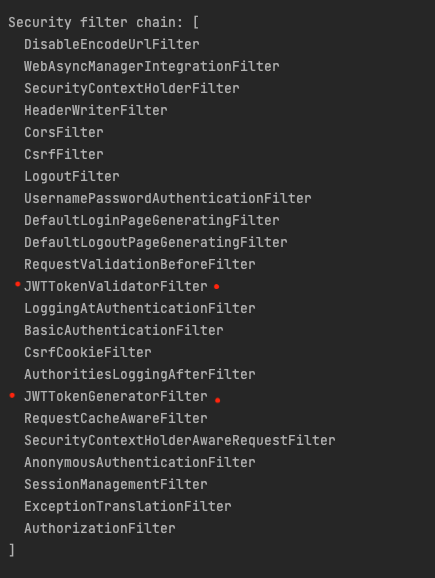 Security filter chain: [
DisableEncodeUrlFilter
WebAsyncManagerIntegrationFilter
SecurityContextHolderFilter
HeaderWriterFilter
CorsFilter
CsrfFilter
LogoutFilter
UsernamePasswordAuthenticationFilter
DefaultLoginPageGeneratingFilter
DefaultLogoutPageGeneratingFilter
RequestValidationBeforeFilter
JWTTokenValidatorFilter
LoggingAtAuthenticationFilter
BasicAuthenticationFilter
CsrfCookieFilter
AuthoritiesLoggingAfterFilter
JWTTokenGeneratorFilter
RequestCacheAwareFilter
SecurityContextHolderAwareRequestFilter
AnonymousAuthenticationFilter
SessionManagementFilter
ExceptionTranslationFilter
AuthorizationFilter
]